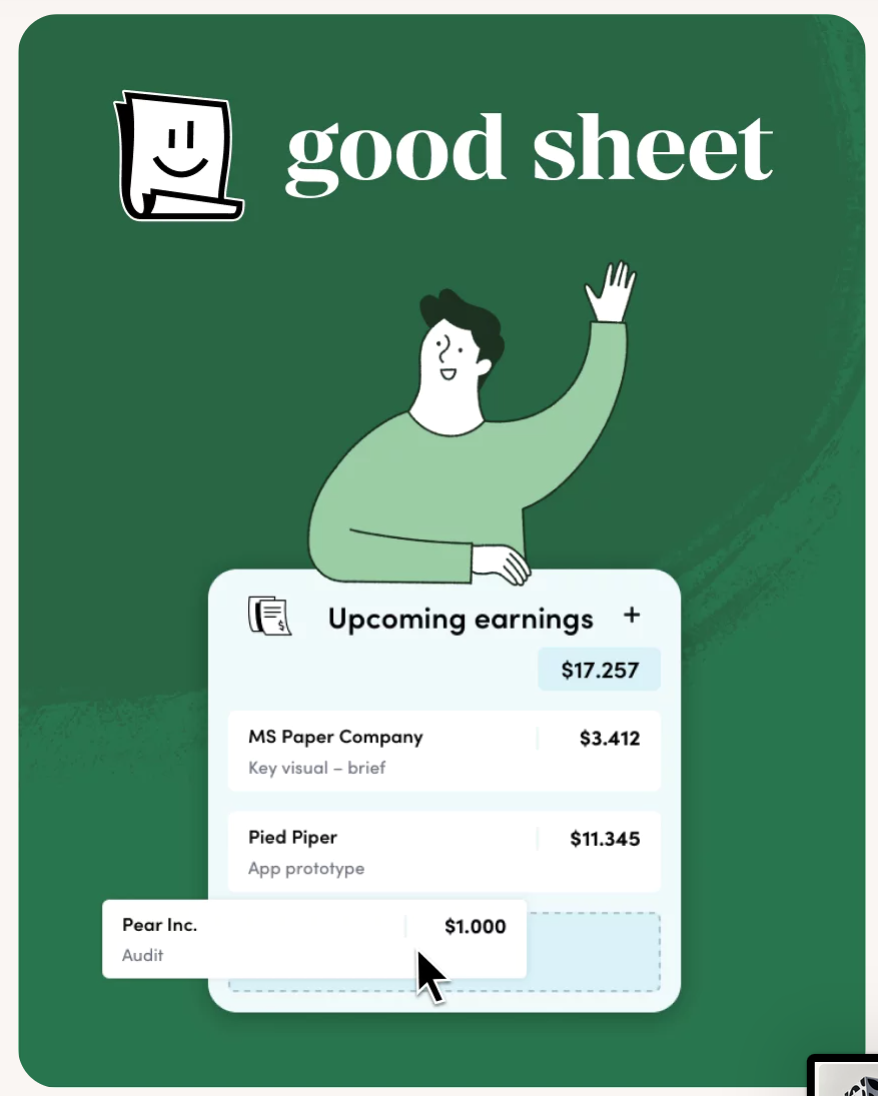 good sheet
Upcoming earnings +
$17.257
MS Paper Company $3.412
Key visual – brief
Pied Piper $11.345
App prototype
Pear Inc. $1.000
Audit